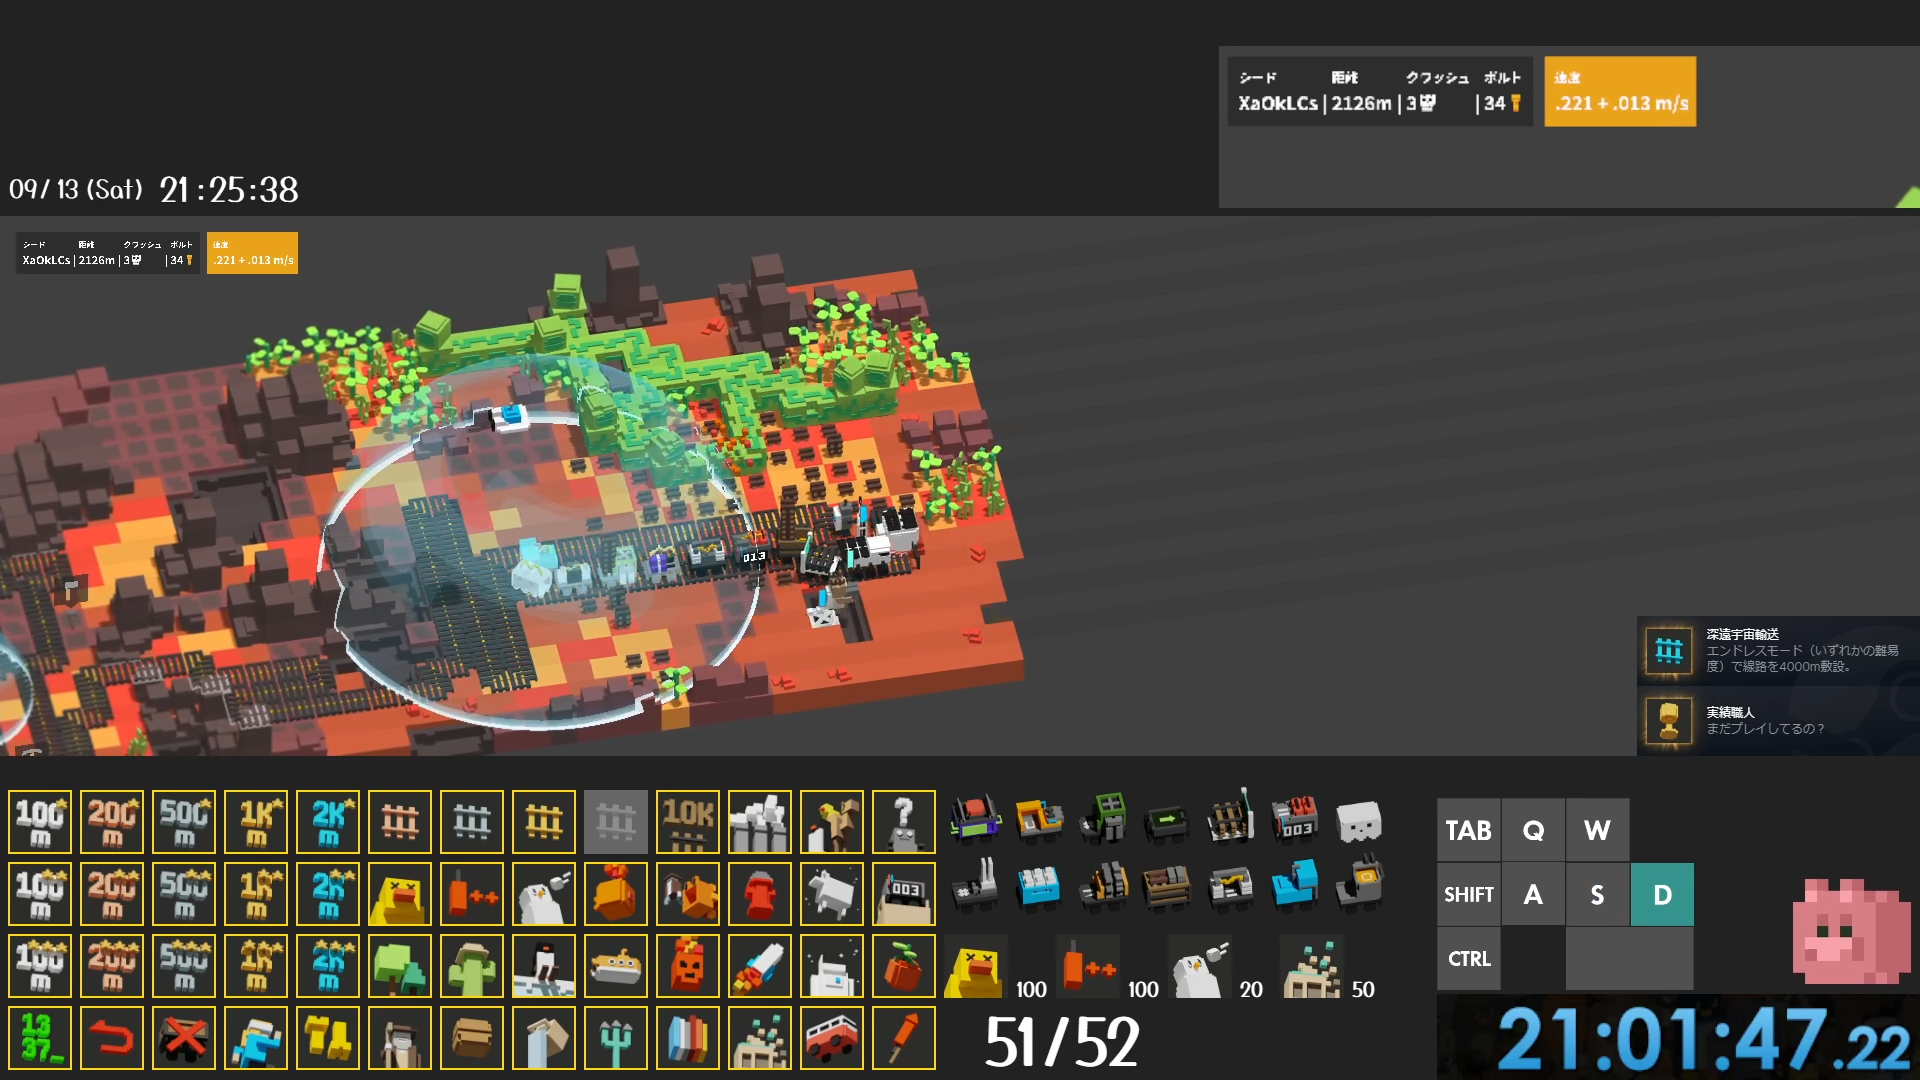 シード 距離 クラッシュ ボルト
XaOkLCs | 2126m | 3 | 34
速度
.221 + .013 m/s
09/13 (Sat) 21:25:38
シード 距離 クラッシュ ボルト
XaOkLCs | 2126m | 3 | 34
速度
.221 + .013 m/s
013
深遠宇宙輸送
エンドレスモード（いずれかの難易
度）で線路を4000m敷設。
実績職人
まだプレイしてるの？
100 m
200 m
500 m
1K m
2K m
10K
?
003
100 m
200 m
500 m
1K m
2K m
003
100 m
200 m
500 m
1K m
2K m
100
100
20
50
13
37_
51/52
TAB Q W
SHIFT A S D
CTRL
21:01:47.22